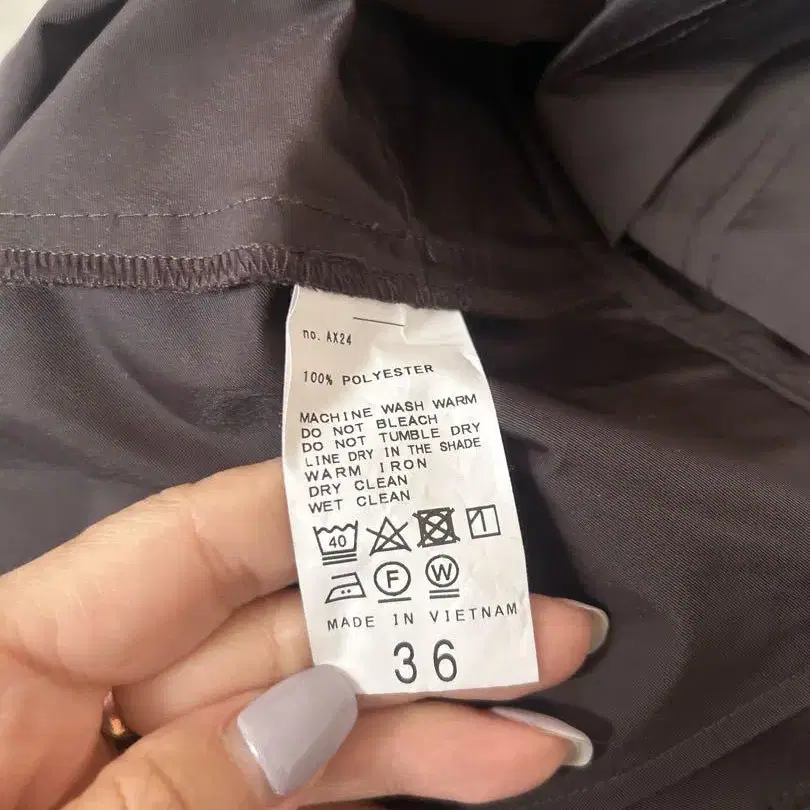 no. AX24
100% POLYESTER
MACHINE WASH WARM
DO NOT BLEACH
DO NOT TUMBLE DRY
LINE DRY IN THE SHADE
WARM IRON
DRY CLEAN
WET CLEAN
40
F W
MADE IN VIETNAM
36